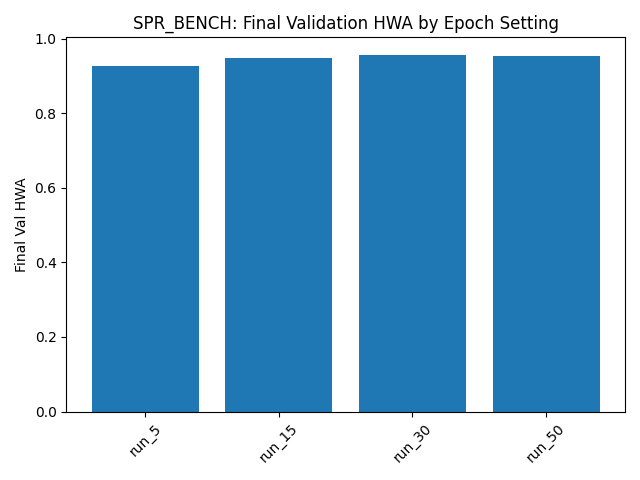 SPR_BENCH: Final Validation HWA by Epoch Setting
Final Val HWA
1.0
0.8
0.6
0.4
0.2
0.0
run_5
run_15
run_30
run_50